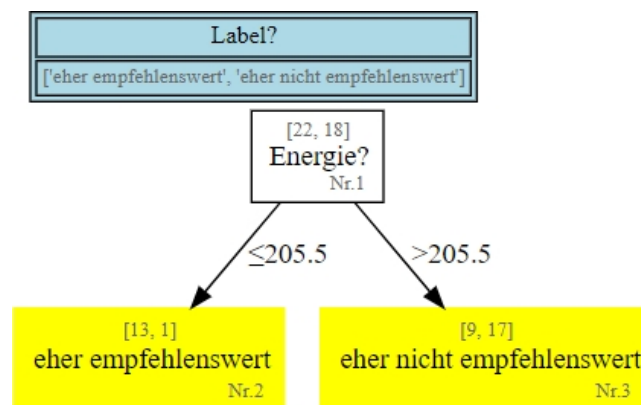 Label?
['eher empfehlenswert', 'eher nicht empfehlenswert']
[22, 18]
Energie?
Nr.1
≤205.5
>205.5
[13, 1]
eher empfehlenswert
Nr.2
[9, 17]
eher nicht empfehlenswert
Nr.3